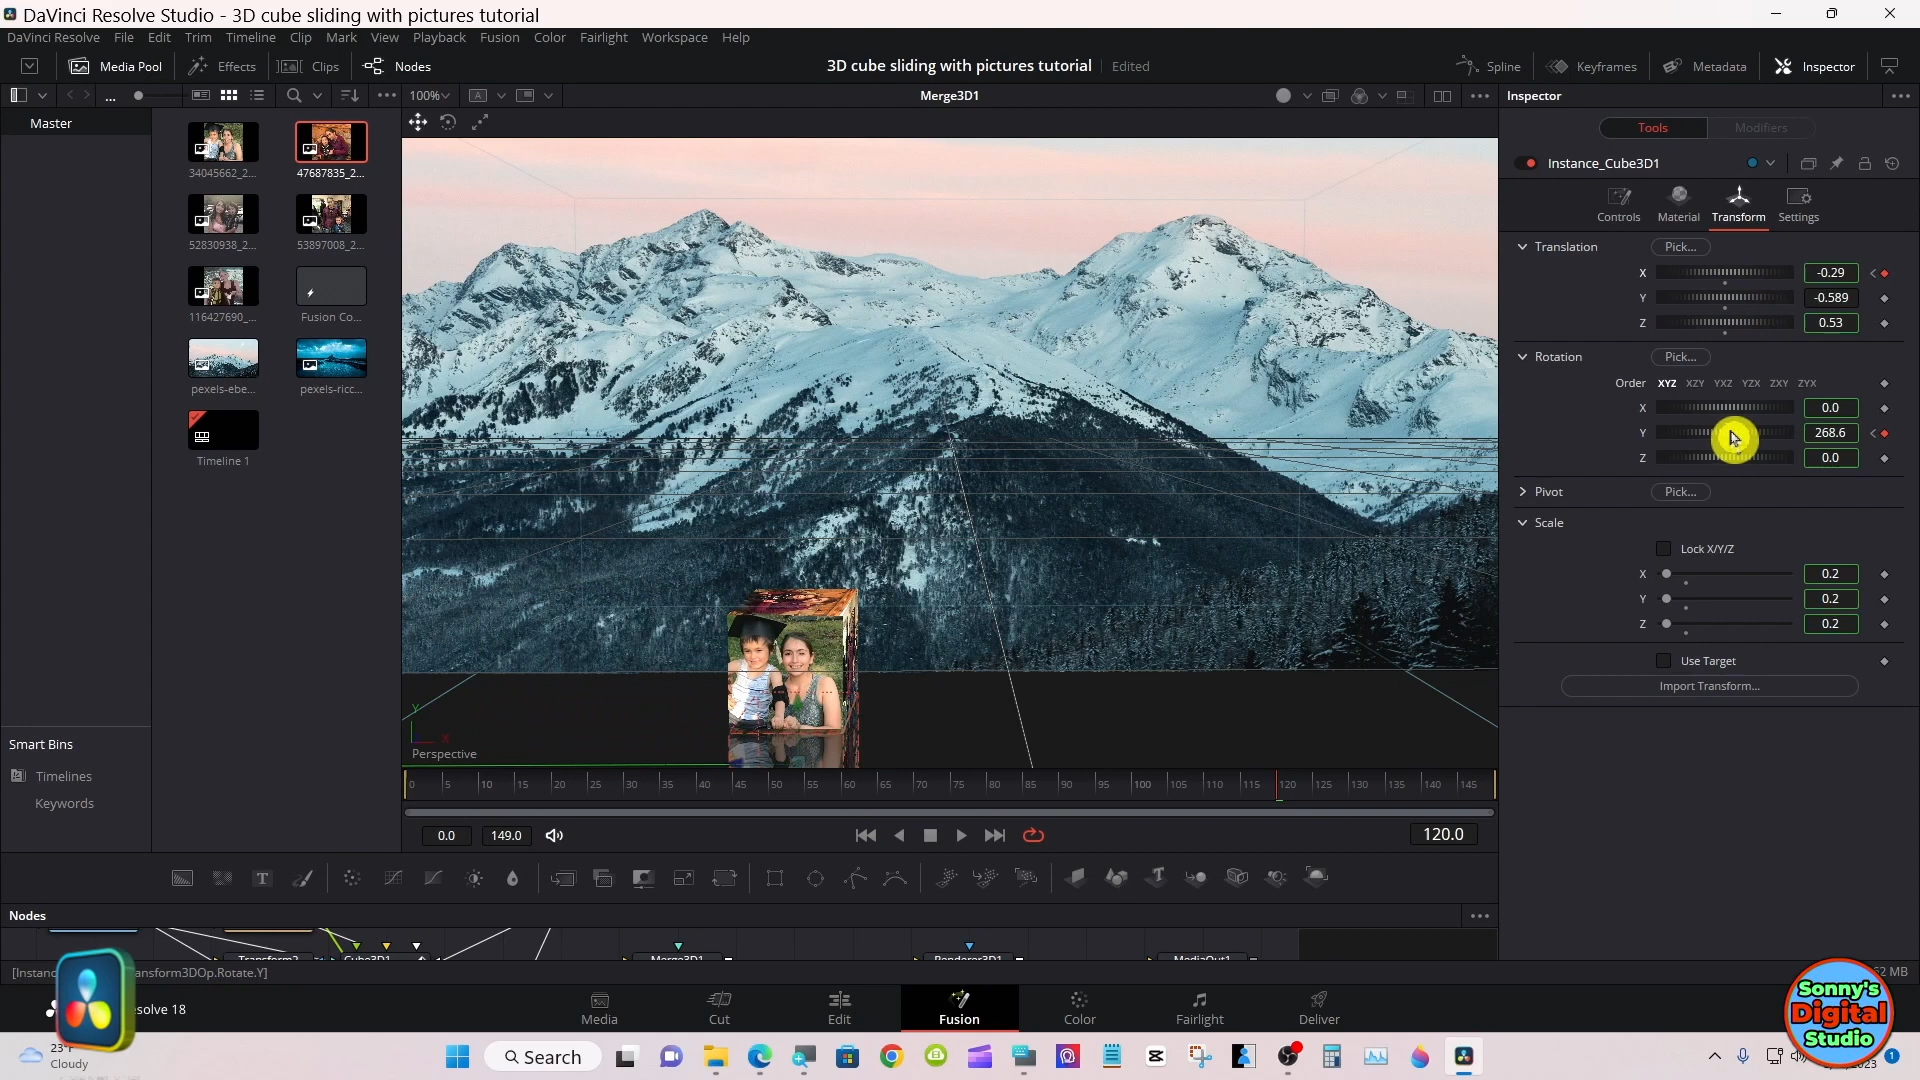 DaVinci Resolve Studio - 3D cube sliding with pictures tutorial
DaVinci Resolve File Edit Trim Timeline Clip Mark View Playback Fusion Color Fairlight Workspace Help
Media Pool Effects Clips Nodes 3D cube sliding with pictures tutorial Edited Spline Keyframes Metadata Inspector
... 100% A Merge3D1 Inspector
Master
Tools Modifiers
34045662_2... 47687835_2...
Instance_Cube3D1
Controls Material Transform Settings
52830938_2... 53897008_2...
Translation Pick...
X -0.29
Y -0.589
Z 0.53
116427690_... Fusion Co...
Rotation Pick...
Order XYZ XZY YXZ YZX ZXY ZYX
pexels-ebe... pexels-ricc...
X 0.0
Y 268.6
Z 0.0
Timeline 1
Pivot Pick...
Scale
Lock X/Y/Z
X 0.2
Y 0.2
Z 0.2
Use Target
Import Transform...
Y
X
Perspective
Smart Bins
Timelines
Keywords
0 5 10 15 20 25 30 35 40 45 50 55 60 65 70 75 80 85 90 95 100 105 110 115 120 125 130 135 140 145
0.0 149.0 120.0
T T
Nodes
Transform2 Cube3D1 Merge3D1 Renderer3D1 MediaOut1
[Instanc ansform3DOp.Rotate.Y] 62 MB
esolve 18
Media Cut Edit Fusion Color Fairlight Deliver
Sonny's
Digital
Studio
23°F
Cloudy
Search
2023
1